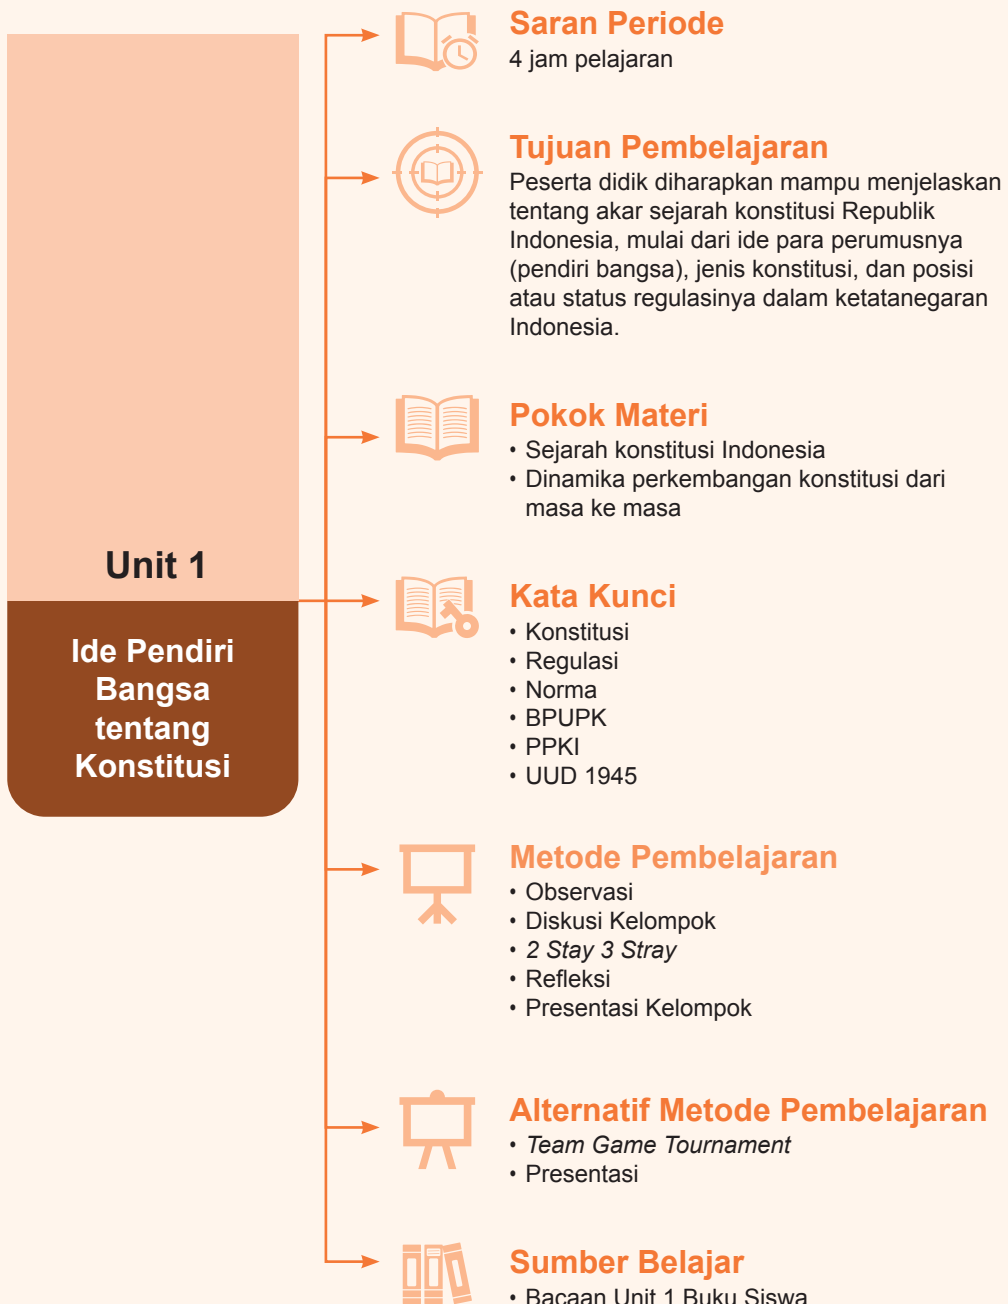 Unit 1
Ide Pendiri
Bangsa
tentang
Konstitusi
Saran Periode
4 jam pelajaran
Tujuan Pembelajaran
Peserta didik diharapkan mampu menjelaskan
tentang akar sejarah konstitusi Republik
Indonesia, mulai dari ide para perumusnya
(pendiri bangsa), jenis konstitusi, dan posisi
atau status regulasinya dalam ketatanegaran
Indonesia.
Pokok Materi
• Sejarah konstitusi Indonesia
• Dinamika perkembangan konstitusi dari
masa ke masa
Kata Kunci
• Konstitusi
• Regulasi
• Norma
• BPUPK
• PPKI
• UUD 1945
Metode Pembelajaran
• Observasi
• Diskusi Kelompok
• 2 Stay 3 Stray
• Refleksi
• Presentasi Kelompok
Alternatif Metode Pembelajaran
• Team Game Tournament
• Presentasi
Sumber Belajar
• Bacaan Unit 1 Buku Siswa